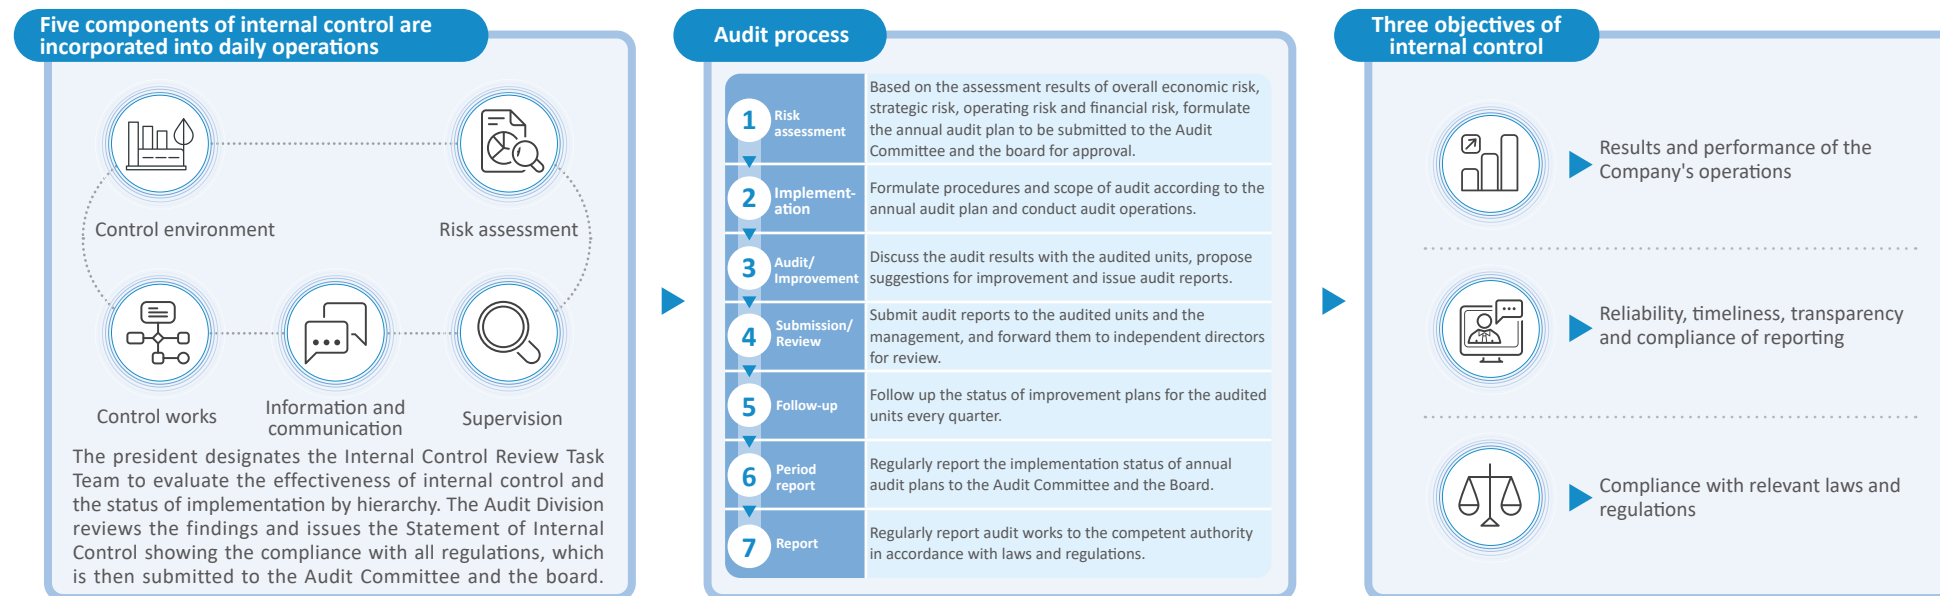 Five components of internal control are
incorporated into daily operations
Control environment
Risk assessment
Control works
Information and
communication
Supervision
The president designates the Internal Control Review Task
Team to evaluate the effectiveness of internal control and
the status of implementation by hierarchy. The Audit Division
reviews the findings and issues the Statement of Internal
Control showing the compliance with all regulations, which
is then submitted to the Audit Committee and the board.
Audit process
1
Risk
assessment
Based on the assessment results of overall economic risk,
strategic risk, operating risk and financial risk, formulate
the annual audit plan to be submitted to the Audit
Committee and the board for approval.
2
Implement-
ation
Formulate procedures and scope of audit according to the
annual audit plan and conduct audit operations.
3
Audit/
Improvement
Discuss the audit results with the audited units, propose
suggestions for improvement and issue audit reports.
4
Submission/
Review
Submit audit reports to the audited units and the
management, and forward them to independent directors
for review.
5
Follow-up
Follow up the status of improvement plans for the audited
units every quarter.
6
Period
report
Regularly report the implementation status of annual
audit plans to the Audit Committee and the Board.
7
Report
Regularly report audit works to the competent authority
in accordance with laws and regulations.
Three objectives of
internal control
Results and performance of the
Company's operations
Reliability, timeliness, transparency
and compliance of reporting
Compliance with relevant laws and
regulations